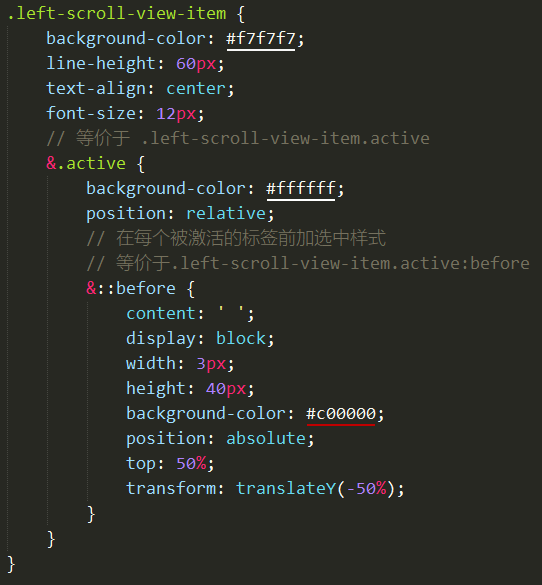 .left-scroll-view-item {
    background-color: #f7f7f7;
    line-height: 60px;
    text-align: center;
    font-size: 12px;
    // 等价于 .left-scroll-view-item.active
    &.active {
        background-color: #ffffff;
        position: relative;
        // 在每个被激活的标签前加选中样式
        // 等价于.left-scroll-view-item.active:before
        &::before {
            content: ' ';
            display: block;
            width: 3px;
            height: 40px;
            background-color: #c00000;
            position: absolute;
            top: 50%;
            transform: translateY(-50%);
        }
    }
}